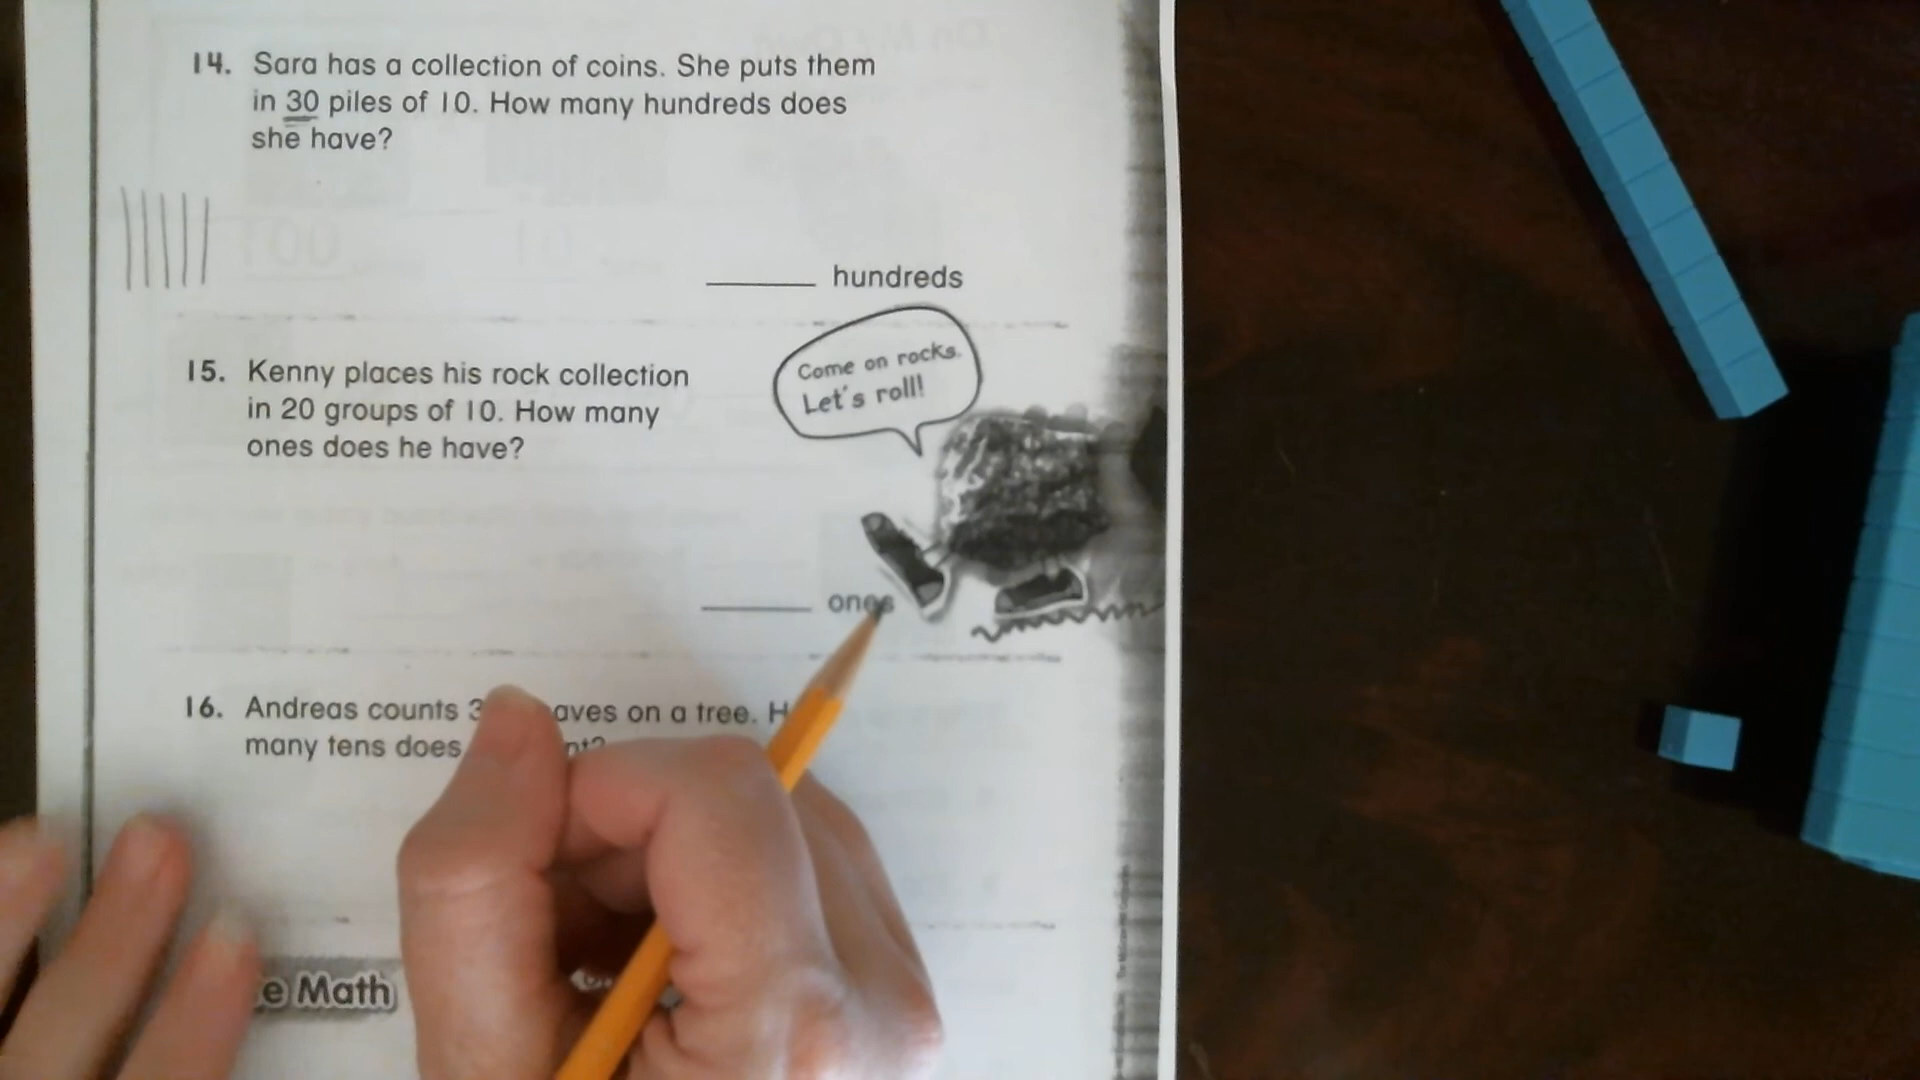 14. Sara has a collection of coins. She puts them
in 30 piles of 10. How many hundreds does
she have?
hundreds
15. Kenny places his rock collection
in 20 groups of 10. How many
ones does he have?
Come on rocks.
Let's roll!
ones
16. Andreas counts on a tree.
many tens does
Math